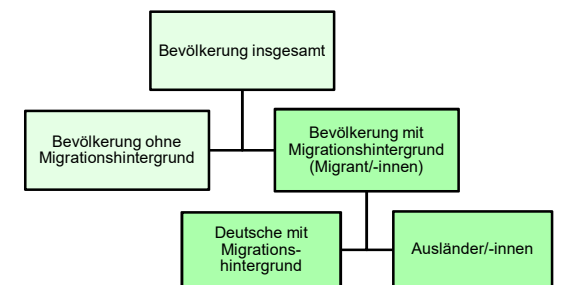 Bevölkerung insgesamt
Bevölkerung ohne
Migrationshintergrund
Bevölkerung mit
Migrationshintergrund
(Migrant/-innen)
Deutsche mit
Migrations-
hintergrund
Ausländer/-innen